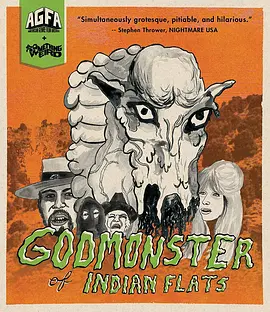 AGFA
+
SOMETHING
WEIRD
"Simultaneously grotesque, pitiable, and hilarious."
-- Stephen Thrower, NIGHTMARE USA
GODMONSTER
of INDIAN FLATS